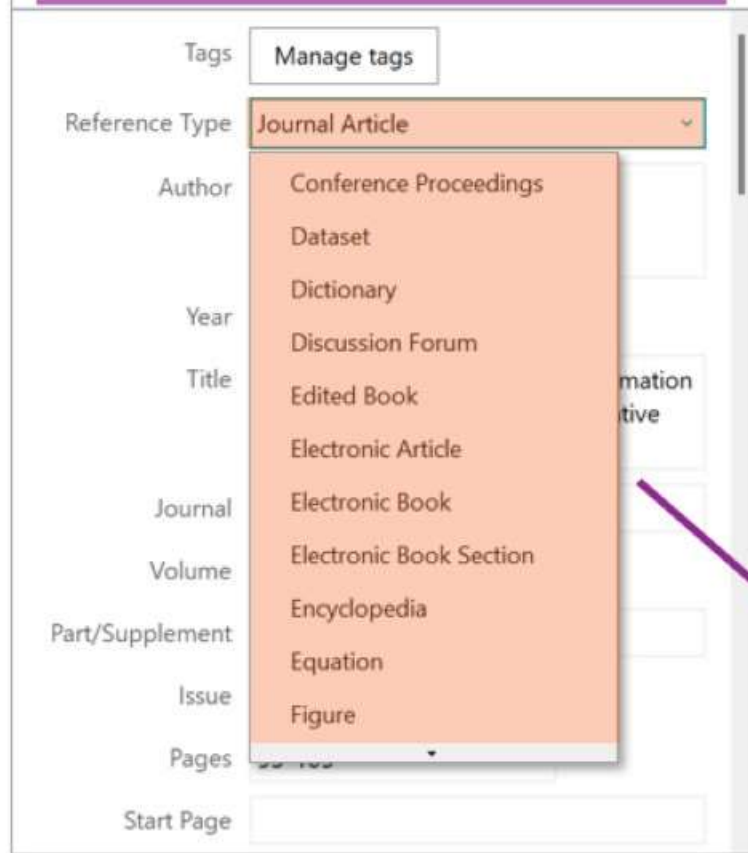 Tags Manage tags
Reference Type Journal Article
Author
Conference Proceedings
Dataset
Dictionary
Year
Discussion Forum
Title
mation
Edited Book
tive
Electronic Article
Journal Electronic Book
Volume Electronic Book Section
Encyclopedia
Part/Supplement
Equation
Issue
Figure
Pages
Start Page